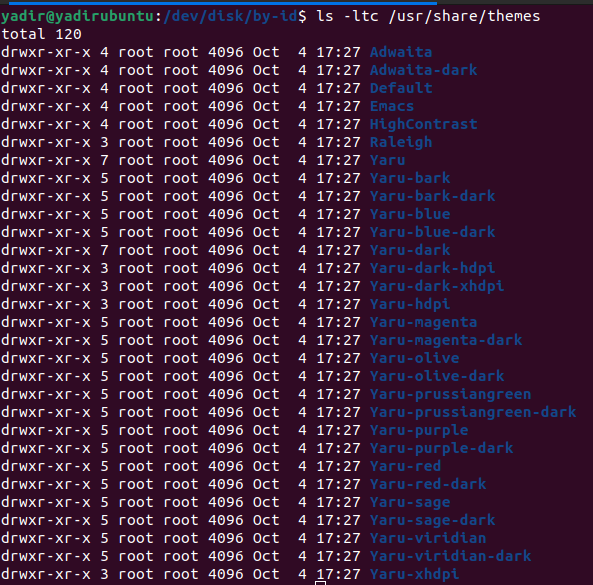 yadir@yadirubuntu:/dev/disk/by-id$ ls -ltc /usr/share/themes
total 120
drwxr-xr-x 4 root root 4096 Oct  4 17:27 Adwaita
drwxr-xr-x 4 root root 4096 Oct  4 17:27 Adwaita-dark
drwxr-xr-x 4 root root 4096 Oct  4 17:27 Default
drwxr-xr-x 4 root root 4096 Oct  4 17:27 Emacs
drwxr-xr-x 4 root root 4096 Oct  4 17:27 HighContrast
drwxr-xr-x 3 root root 4096 Oct  4 17:27 Raleigh
drwxr-xr-x 7 root root 4096 Oct  4 17:27 Yaru
drwxr-xr-x 5 root root 4096 Oct  4 17:27 Yaru-bark
drwxr-xr-x 5 root root 4096 Oct  4 17:27 Yaru-bark-dark
drwxr-xr-x 5 root root 4096 Oct  4 17:27 Yaru-blue
drwxr-xr-x 5 root root 4096 Oct  4 17:27 Yaru-blue-dark
drwxr-xr-x 7 root root 4096 Oct  4 17:27 Yaru-dark
drwxr-xr-x 3 root root 4096 Oct  4 17:27 Yaru-dark-hdpi
drwxr-xr-x 3 root root 4096 Oct  4 17:27 Yaru-dark-xhdpi
drwxr-xr-x 3 root root 4096 Oct  4 17:27 Yaru-hdpi
drwxr-xr-x 5 root root 4096 Oct  4 17:27 Yaru-magenta
drwxr-xr-x 5 root root 4096 Oct  4 17:27 Yaru-magenta-dark
drwxr-xr-x 5 root root 4096 Oct  4 17:27 Yaru-olive
drwxr-xr-x 5 root root 4096 Oct  4 17:27 Yaru-olive-dark
drwxr-xr-x 5 root root 4096 Oct  4 17:27 Yaru-prussiangreen
drwxr-xr-x 5 root root 4096 Oct  4 17:27 Yaru-prussiangreen-dark
drwxr-xr-x 5 root root 4096 Oct  4 17:27 Yaru-purple
drwxr-xr-x 5 root root 4096 Oct  4 17:27 Yaru-purple-dark
drwxr-xr-x 5 root root 4096 Oct  4 17:27 Yaru-red
drwxr-xr-x 5 root root 4096 Oct  4 17:27 Yaru-red-dark
drwxr-xr-x 5 root root 4096 Oct  4 17:27 Yaru-sage
drwxr-xr-x 5 root root 4096 Oct  4 17:27 Yaru-sage-dark
drwxr-xr-x 5 root root 4096 Oct  4 17:27 Yaru-viridian
drwxr-xr-x 5 root root 4096 Oct  4 17:27 Yaru-viridian-dark
drwxr-xr-x 3 root root 4096 Oct  4 17:27 Yaru-xhdpi